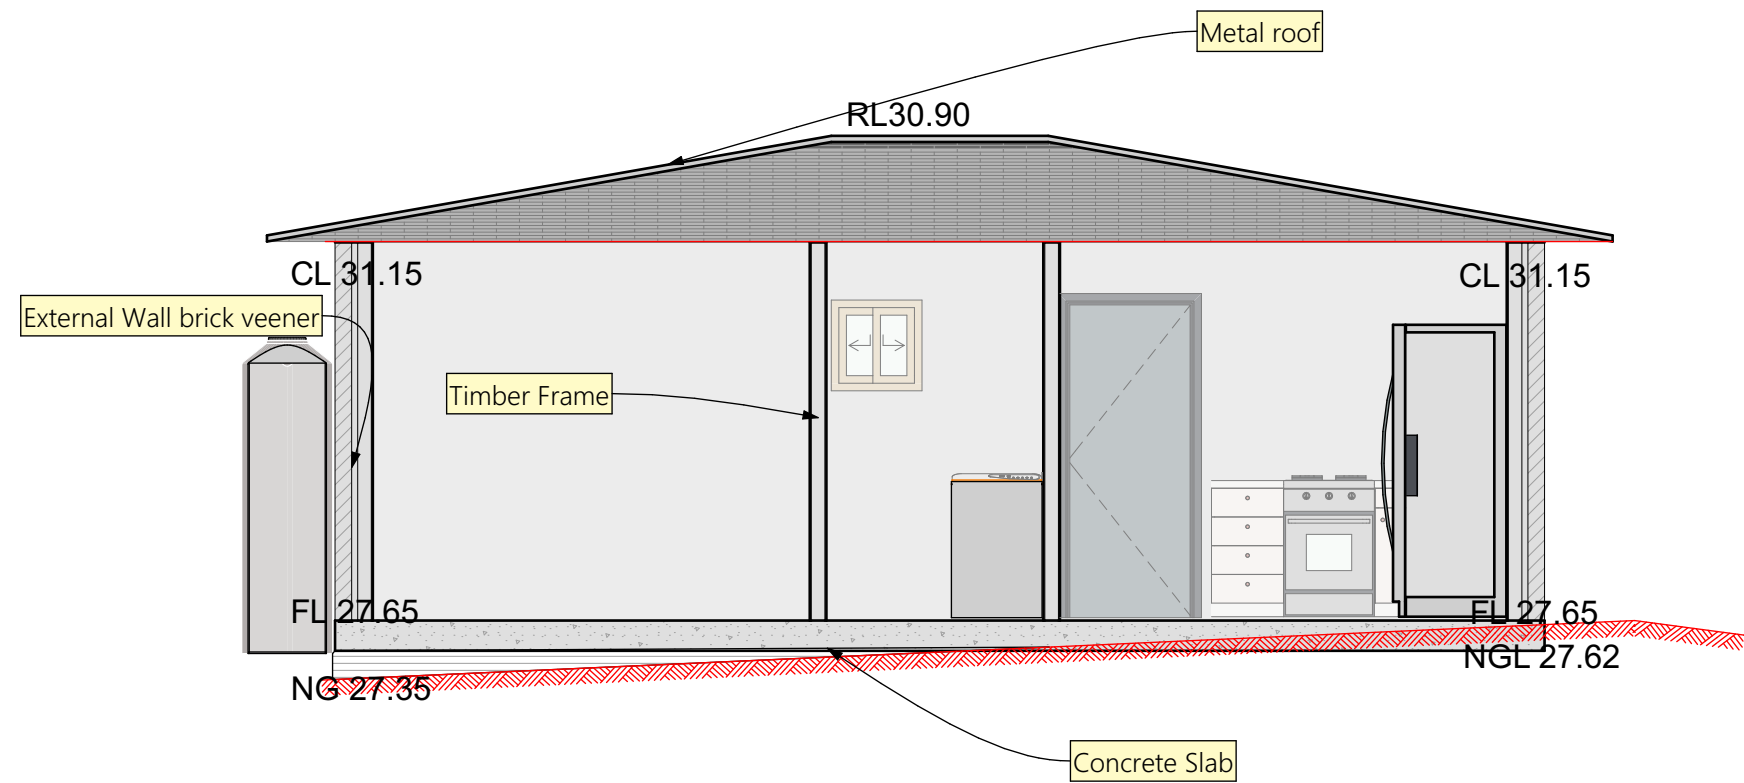 Metal roof
RL30.90
CL 31.15
CL 31.15
External Wall brick veener
Timber Frame
FL 27.65
FL 27.65
NGL 27.62
NG 27.35
Concrete Slab